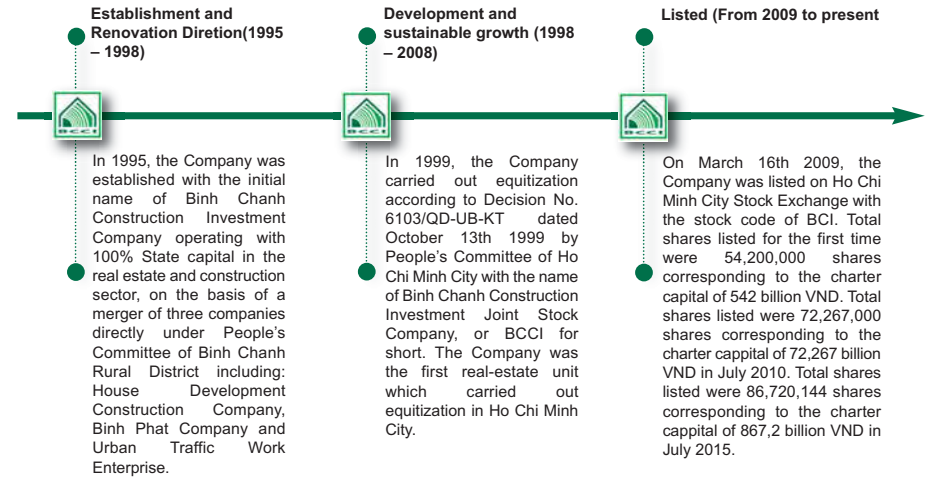 Establishment and
Renovation Diretion(1995
– 1998)
In 1995, the Company was
established with the initial
name of Binh Chanh
Construction Investment
Company operating with
100% State capital in the
real estate and construction
sector, on the basis of a
merger of three companies
directly under People’s
Committee of Binh Chanh
Rural District including:
House Development
Construction Company,
Binh Phat Company and
Urban Traffic Work
Enterprise.
Development and
sustainable growth (1998
– 2008)
In 1999, the Company
carried out equitization
according to Decision No.
6103/QD-UB-KT dated
October 13th 1999 by
People’s Committee of Ho
Chi Minh City with the name
of Binh Chanh Construction
Investment Joint Stock
Company, or BCCI for
short. The Company was
the first real-estate unit
which carried out
equitization in Ho Chi Minh
City.
Listed (From 2009 to present
On March 16th 2009, the
Company was listed on Ho Chi
Minh City Stock Exchange with
the stock code of BCI. Total
shares listed for the first time
were 54,200,000 shares
corresponding to the charter
capital of 542 billion VND. Total
shares listed were 72,267,000
shares corresponding to the
charter cappital of 72,267 billion
VND in July 2010. Total shares
listed were 86,720,144 shares
corresponding to the charter
cappital of 867,2 billion VND in
July 2015.
BCCI
BCCI
BCCI